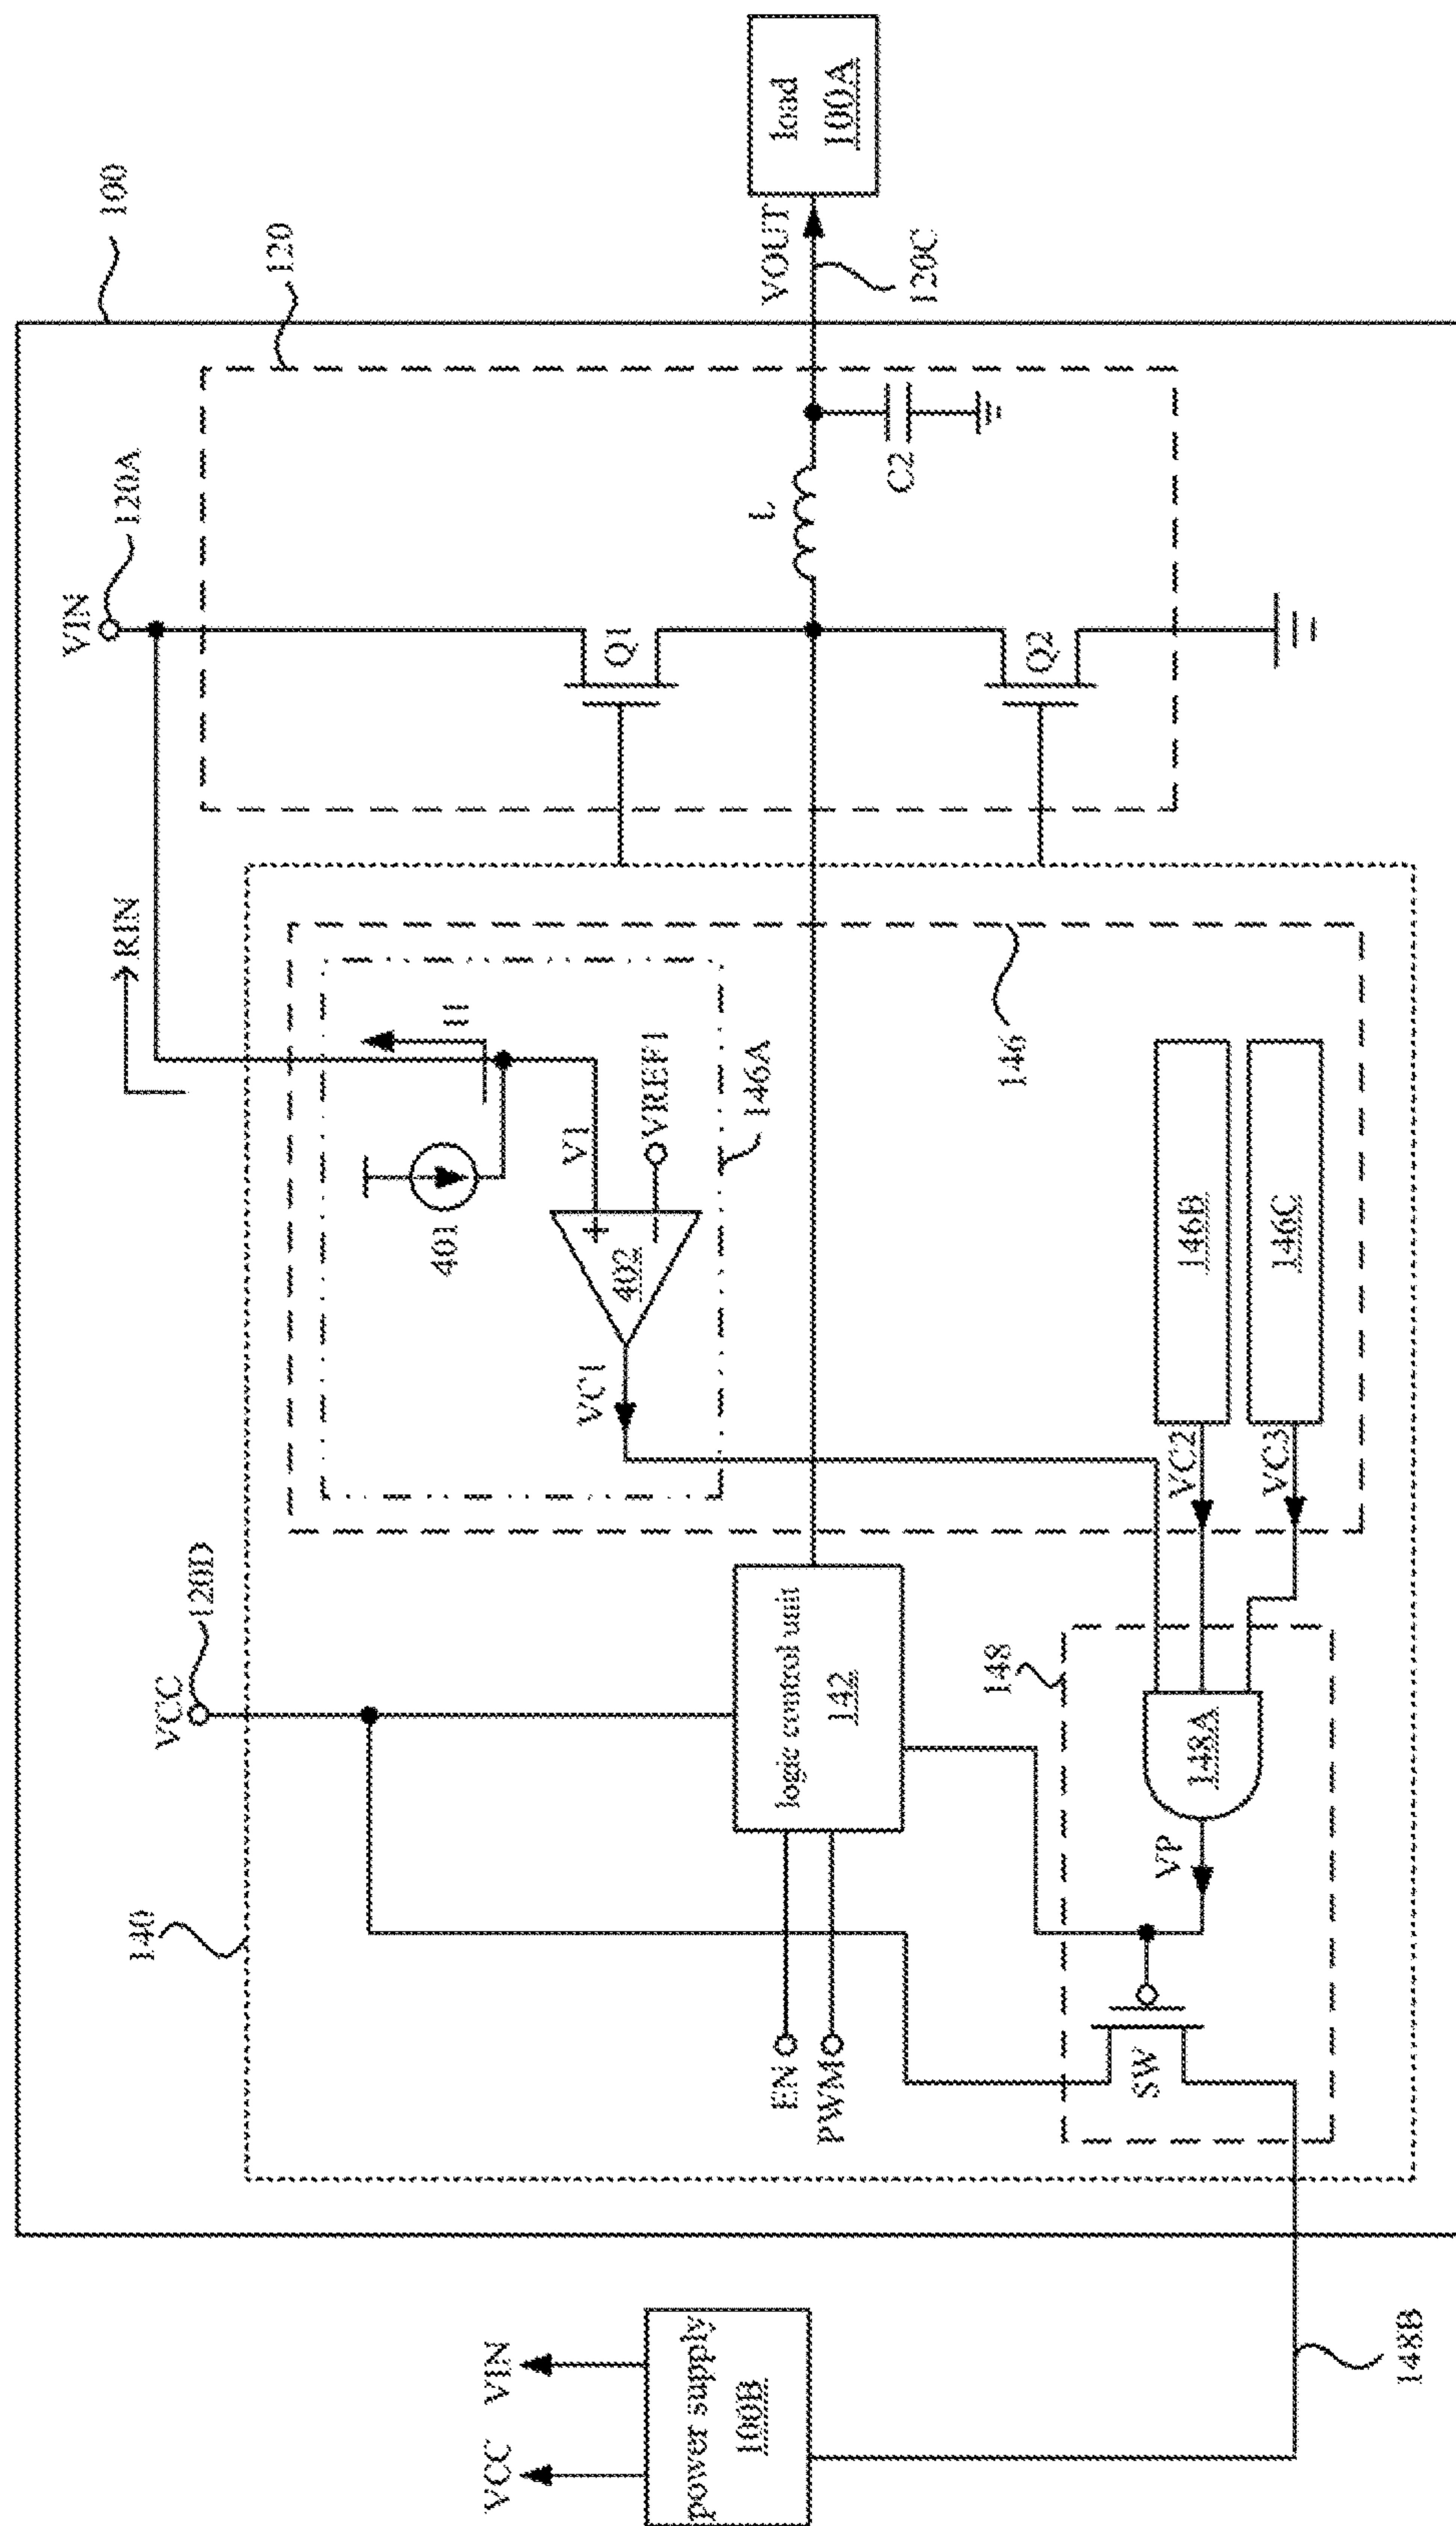 100
120
VIN
120A
RIN
VCC
120D
140
power supply
100B
VCC
VIN
I1
401
V1
VREF1
402
146A
VC1
Q1
L
C2
VOUT
120C
load
100A
EN
PWM
logic control unit
142
146
Q2
148
SW
VP
148A
VC2
VC3
146B
146C
148B